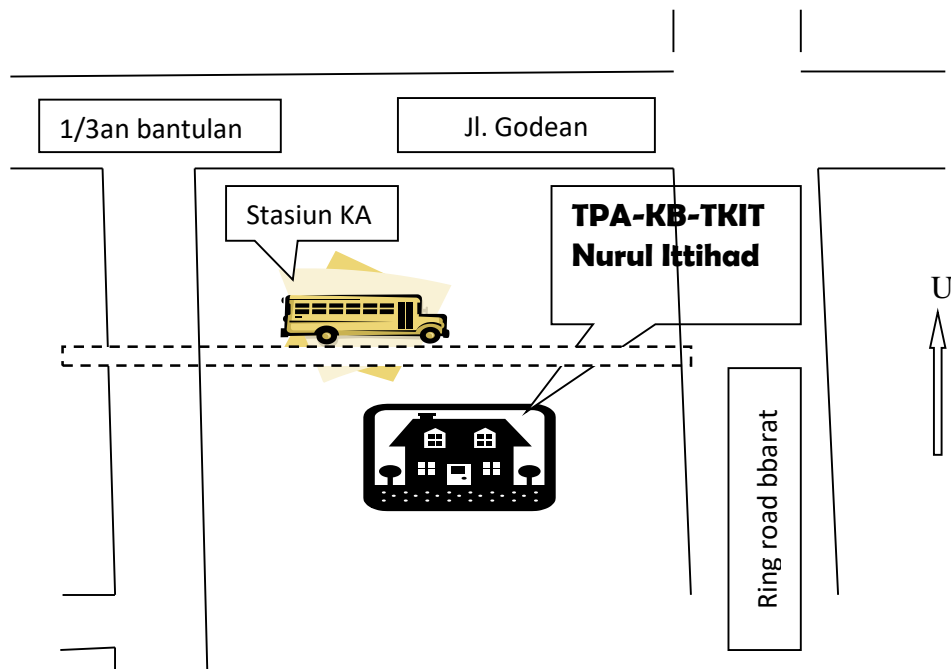 1/3an bantulan
Jl. Godean
Stasiun KA
TPA-KB-TKIT
Nurul Ittihad
U
Ring road bbarat